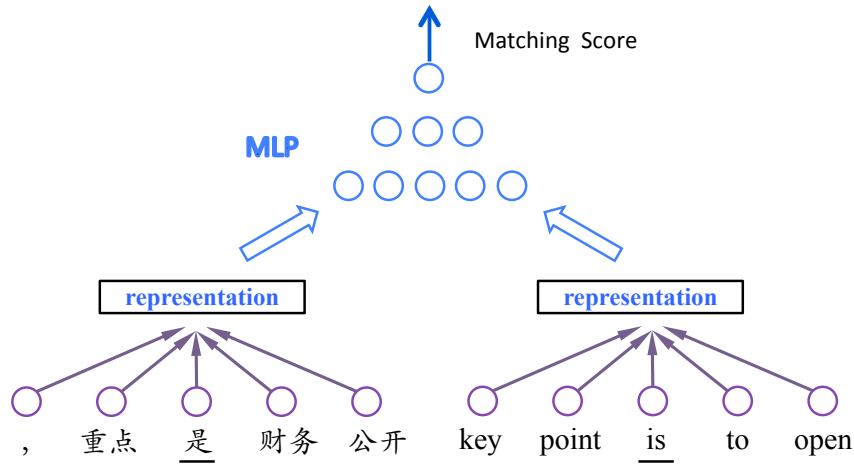 Matching Score
MLP
representation representation
, 重点 是 财务 公开 key point is to open